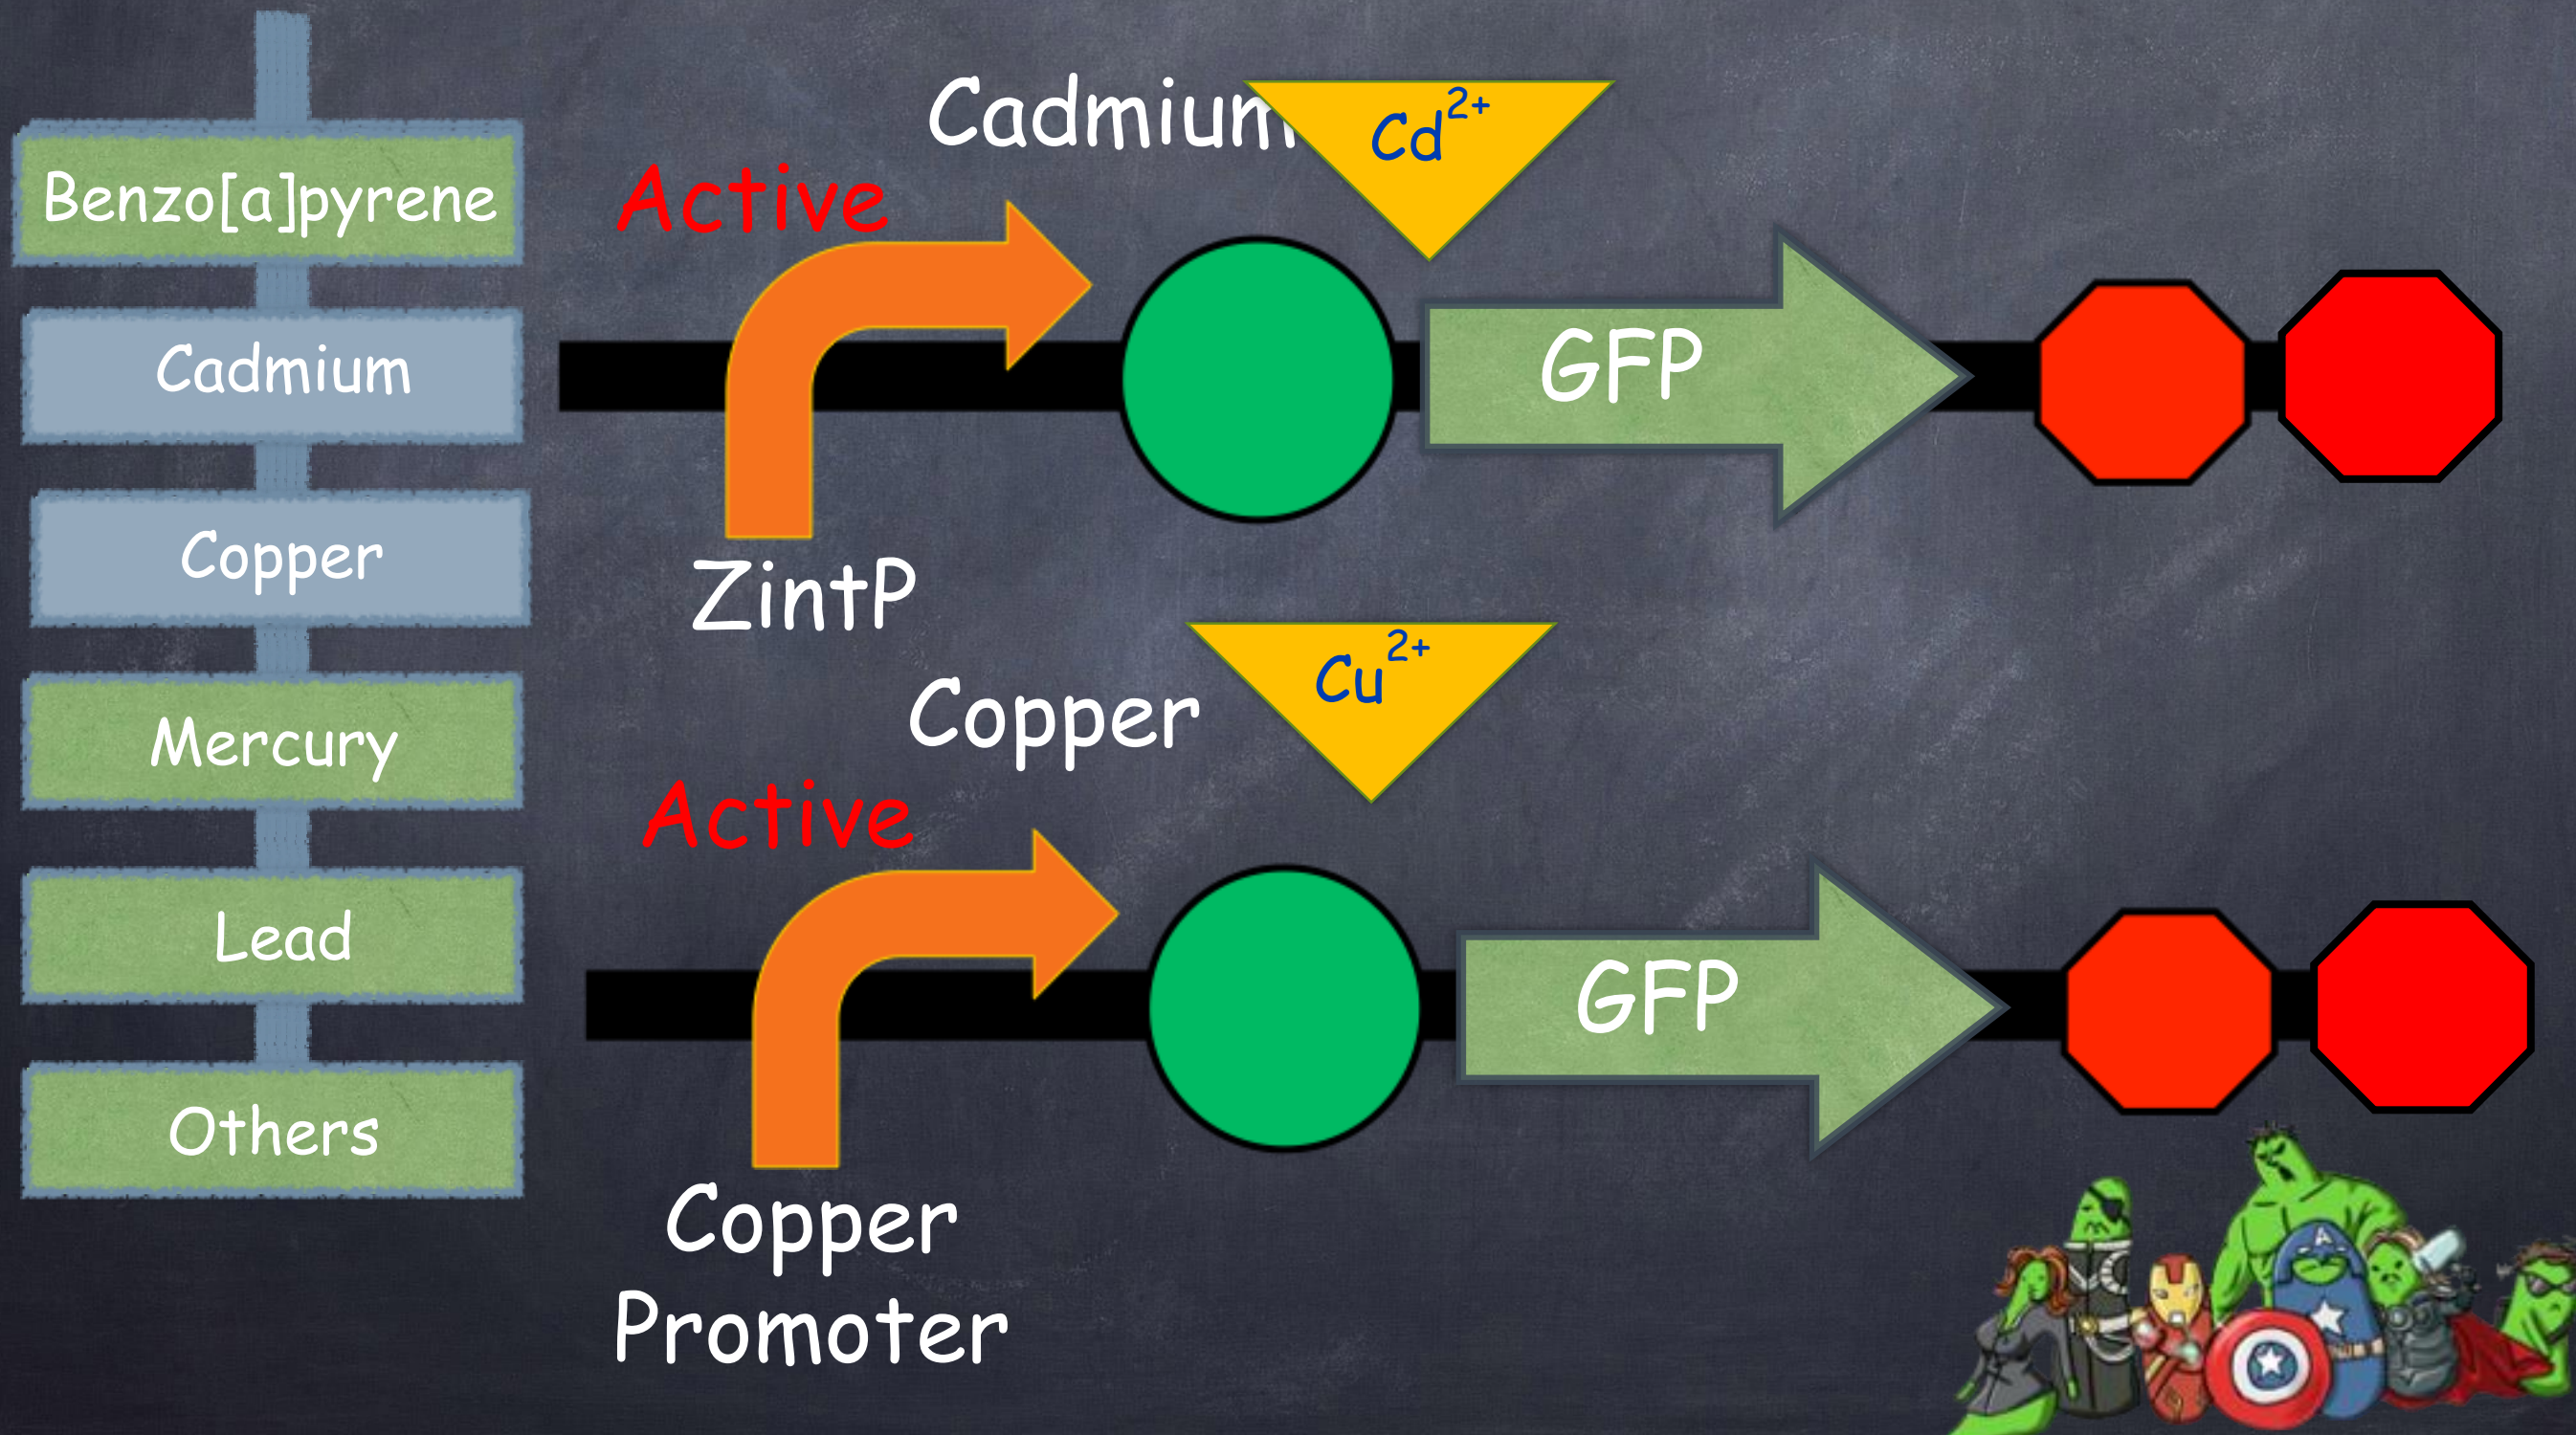 Benzo[a]pyrene
Cadmium
Copper
Mercury
Lead
Others
Cadmium
Cd2+
Active
GFP
ZintP
Copper
Cu2+
Active
GFP
Copper
Promoter
A